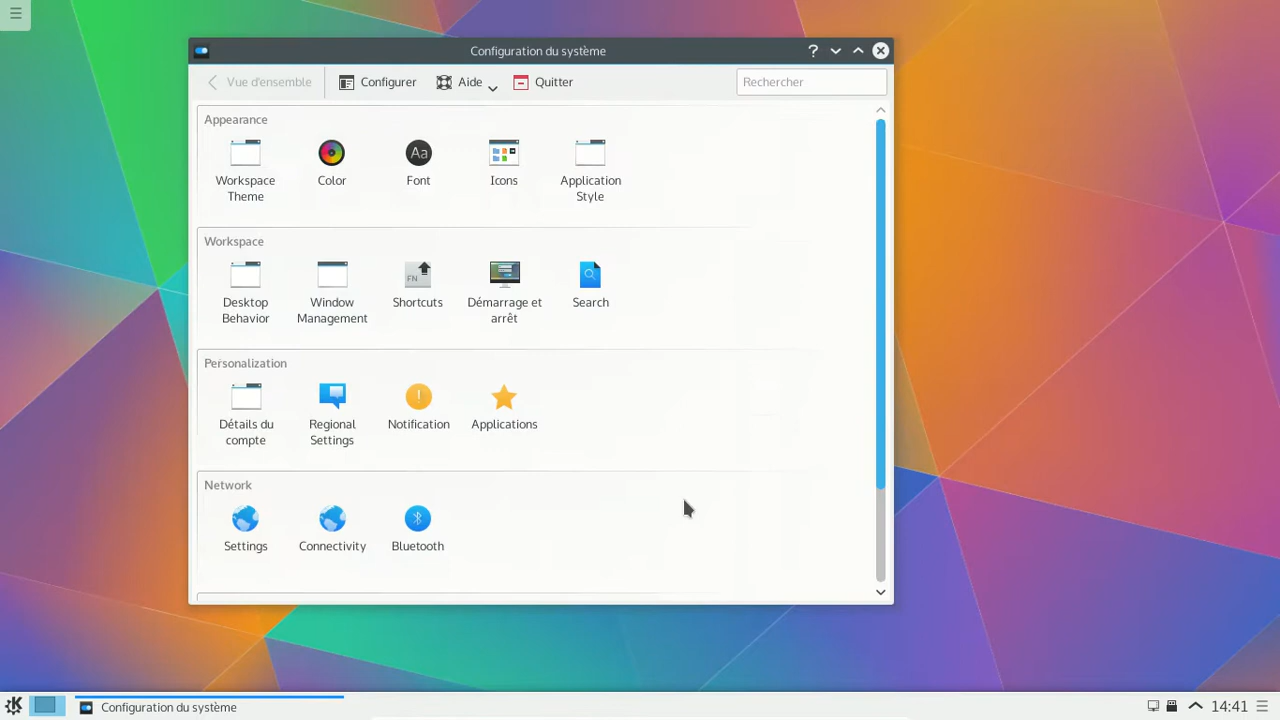 Configuration du système
Vue d'ensemble
Configurer
Aide
Quitter
Rechercher
Appearance
Workspace
Theme
Color
Aa
Font
Icons
Application
Style
Workspace
Desktop
Behavior
Window
Management
FN
Shortcuts
Démarrage et
arrêt
Search
Personalization
Détails du
compte
Regional
Settings
Notification
Applications
Network
Settings
Connectivity
Bluetooth
Configuration du système
14:41